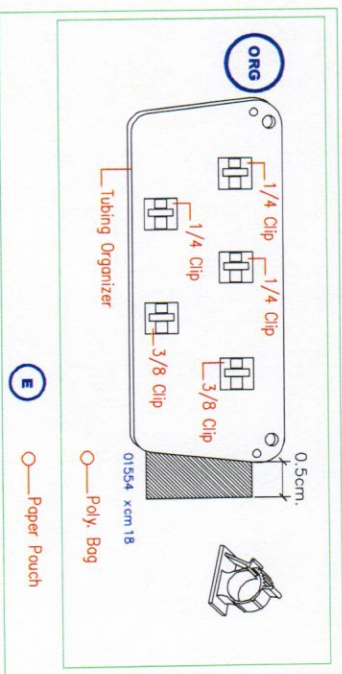 ORG
1/4 Clip
1/4 Clip
1/4 Clip
3/8 Clip
3/8 Clip
Tubing Organizer
0.5cm.
01554 x cm 18
Poly. Bag
E
Paper Pouch